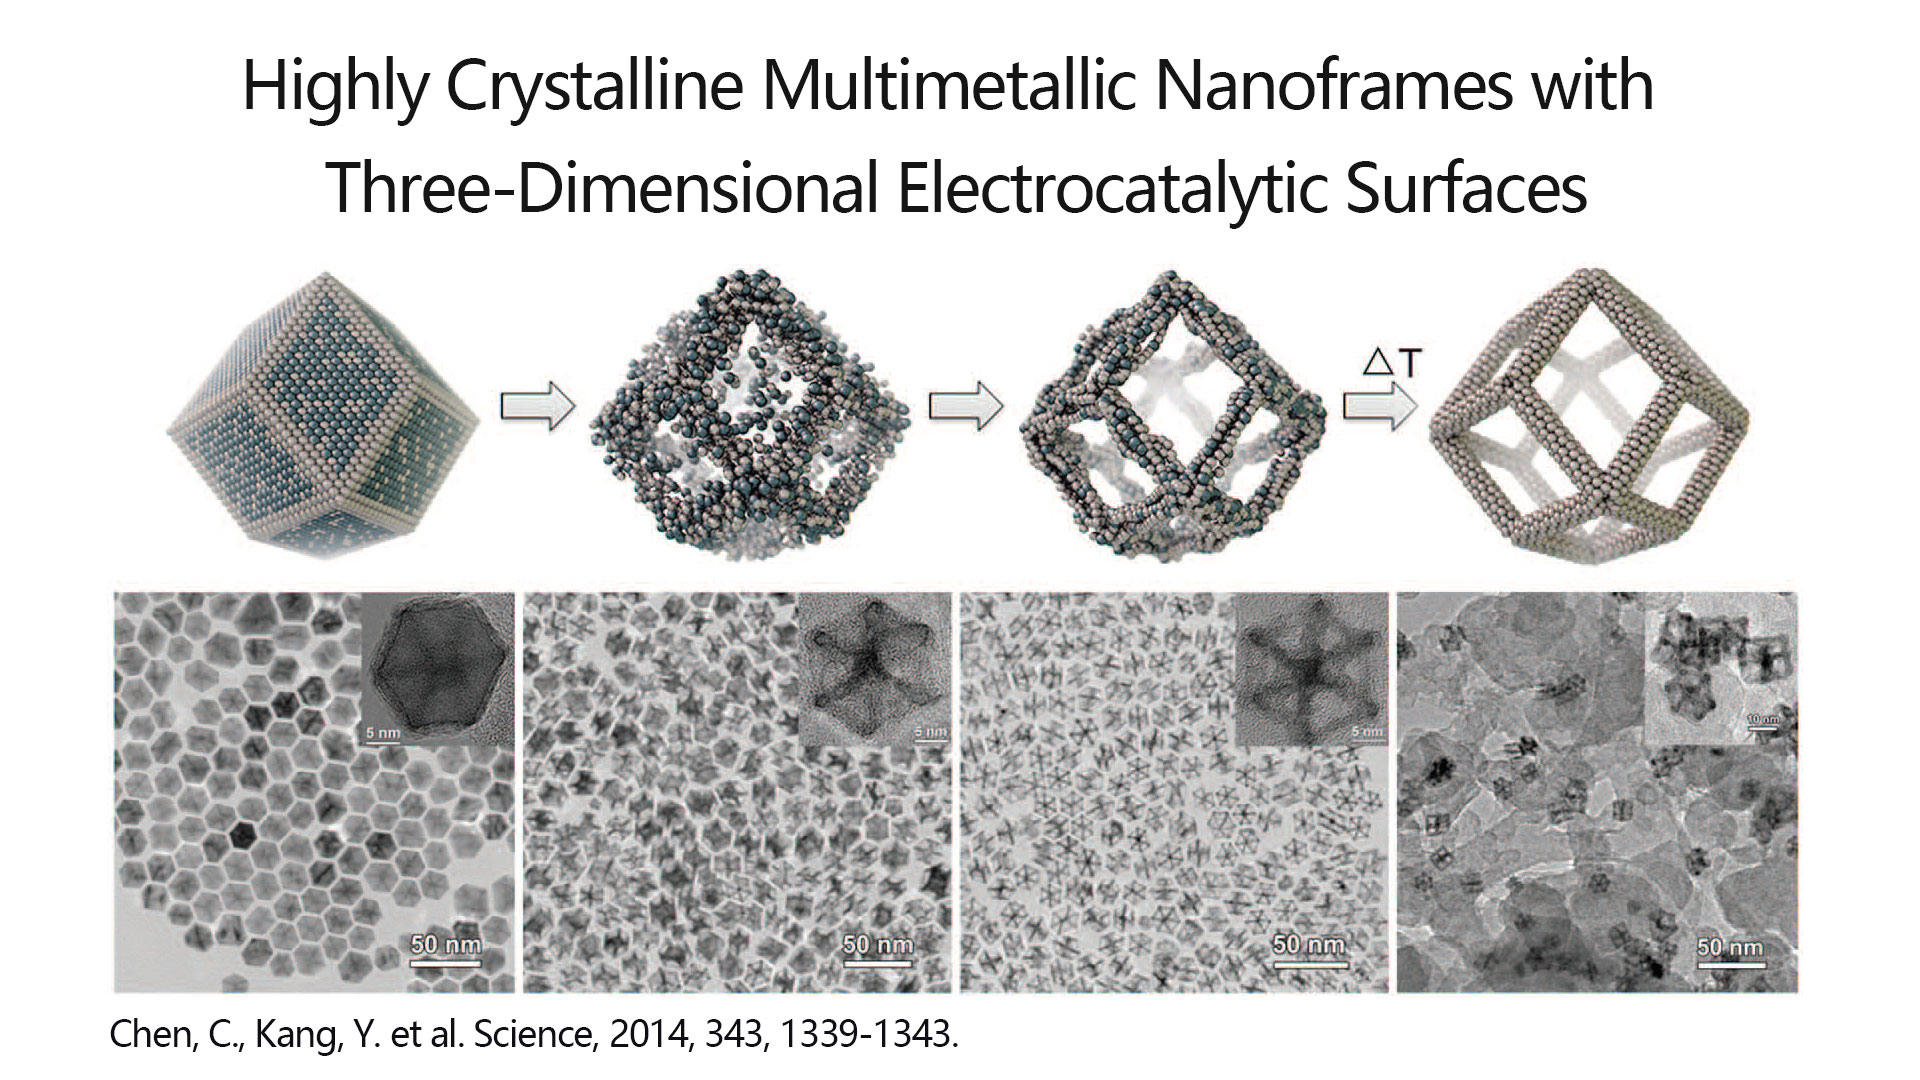 Highly Crystalline Multimetallic Nanoframes with
Three-Dimensional Electrocatalytic Surfaces
△T
5 nm
5 nm
5 nm
10 nm
50 nm
50 nm
50 nm
50 nm
Chen, C., Kang, Y. et al. Science, 2014, 343, 1339-1343.